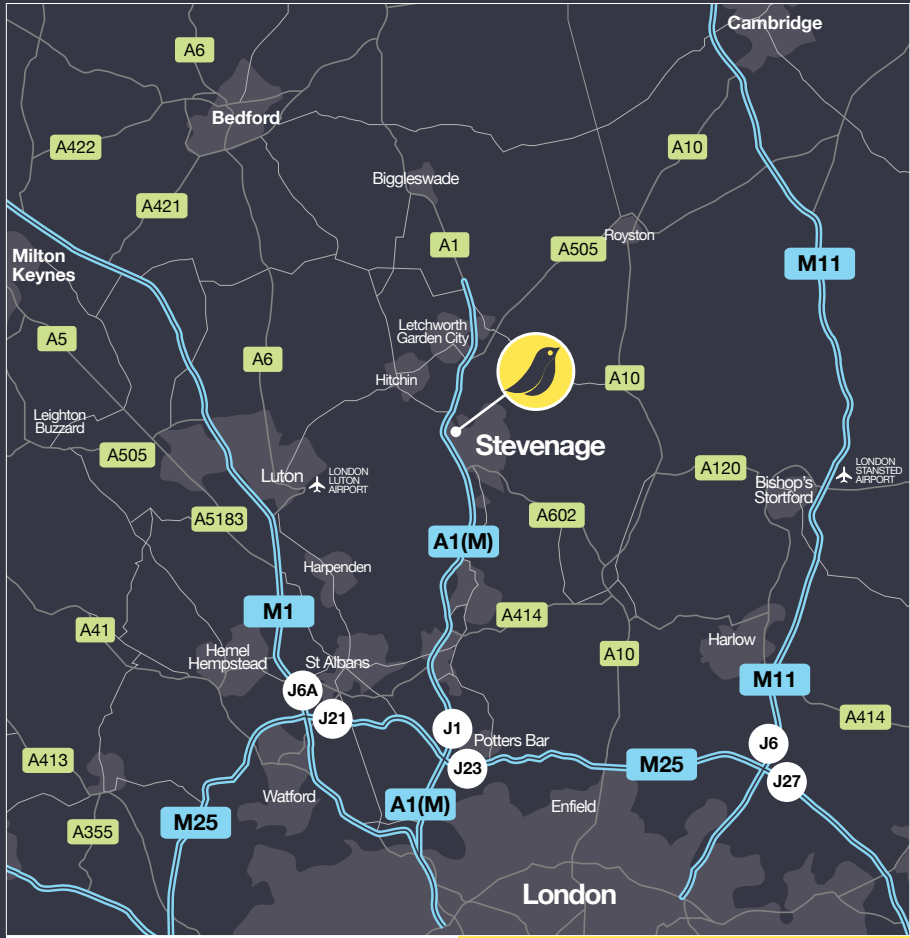 Cambridge
A6
Bedford
A422
A10
Biggleswade
A421
Royston
A1
A505
Milton
Keynes
M11
A5
Letchworth
Garden City
A6
Hitchin
A10
Leighton
Buzzard
Stevenage
A505
Luton
LONDON
LUTON
AIRPORT
A120
Bishop's
Stortford
LONDON
STANSTED
AIRPORT
A5183
A602
A1(M)
Harpenden
M1
A414
A41
Harlow
Hemel
Hempstead
St Albans
A10
M11
J6A
J21
J1
A414
Potters Bar
J6
J23
A413
M25
J27
Watford
A1(M)
Enfield
M25
A355
London